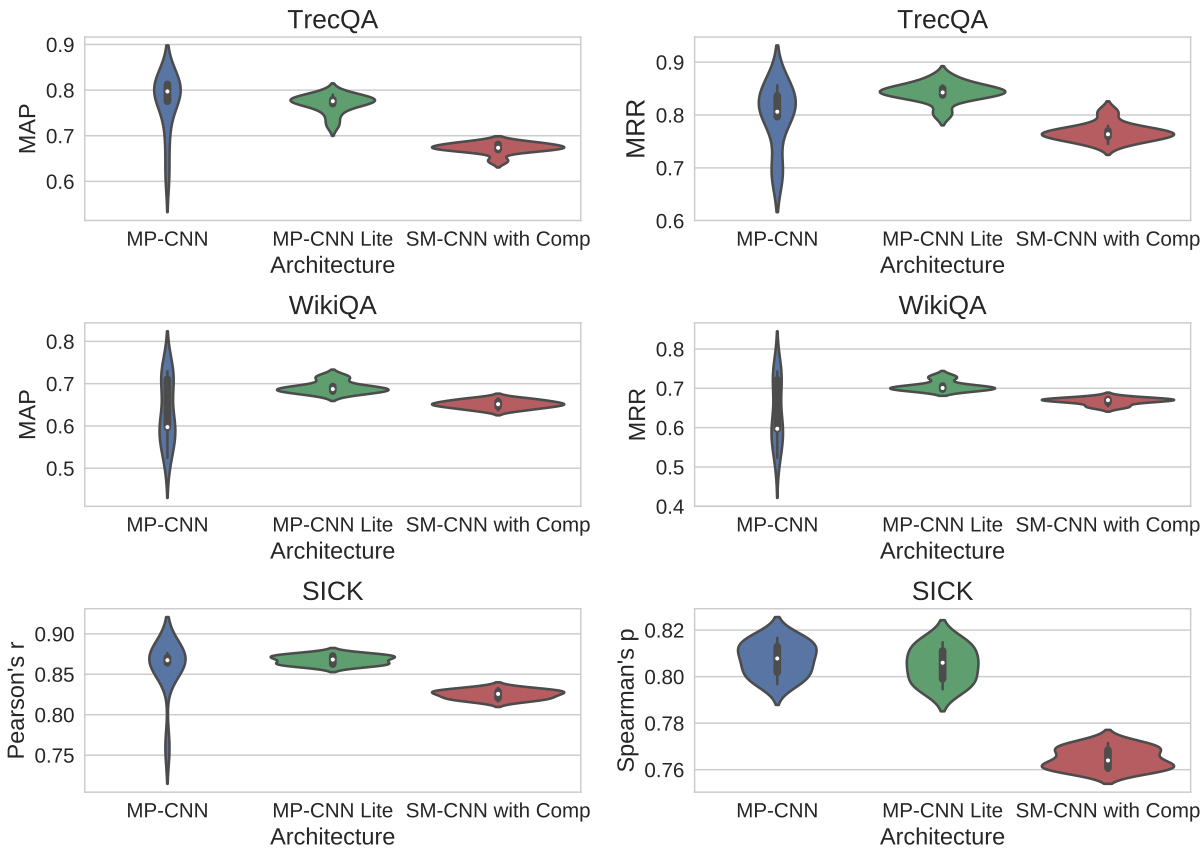 TrecQA
MAP
0.9
0.8
0.7
0.6
MP-CNN MP-CNN Lite SM-CNN with Comp
Architecture
TrecQA
MRR
0.9
0.8
0.7
0.6
MP-CNN MP-CNN Lite SM-CNN with Comp
Architecture
WikiQA
MAP
0.8
0.7
0.6
0.5
MP-CNN MP-CNN Lite SM-CNN with Comp
Architecture
WikiQA
MRR
0.8
0.7
0.6
0.5
0.4
MP-CNN MP-CNN Lite SM-CNN with Comp
Architecture
SICK
Pearson's r
0.90
0.85
0.80
0.75
MP-CNN MP-CNN Lite SM-CNN with Comp
Architecture
SICK
Spearman's p
0.82
0.80
0.78
0.76
MP-CNN MP-CNN Lite SM-CNN with Comp
Architecture